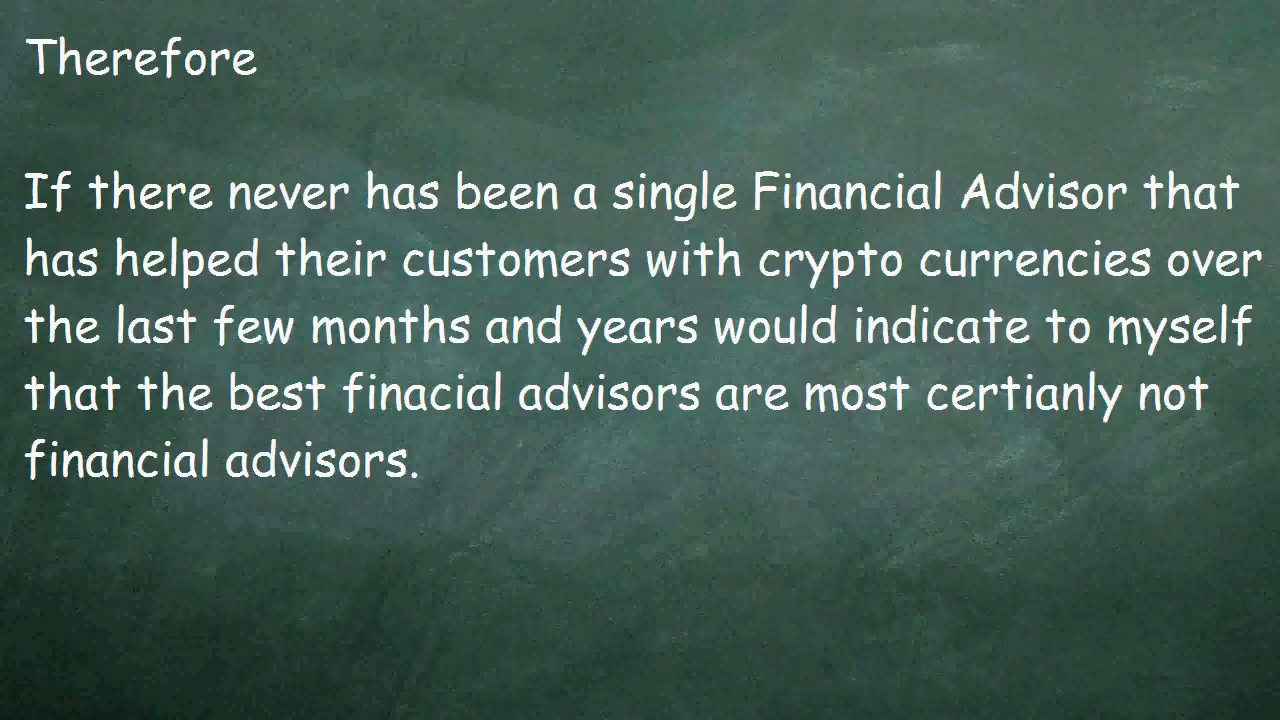 Therefore
If there never has been a single Financial Advisor that
has helped their customers with crypto currencies over
the last few months and years would indicate to myself
that the best finacial advisors are most certianly not
financial advisors.